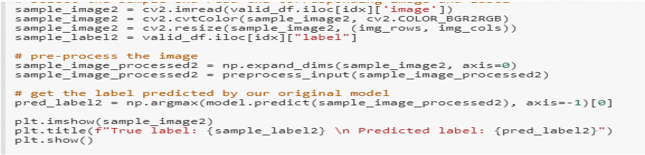 sample_image2 = cv2.imread(valid_df.iloc[idx]['image'])
sample_image2 = cv2.cvtColor(sample_image2, cv2.COLOR_BGR2RGB)
sample_image2 = cv2.resize(sample_image2, (img_rows, img_cols))
sample_label2 = valid_df.iloc[idx]["label"]
# pre-process the image
sample_image_processed2 = np.expand_dims(sample_image2, axis=0)
sample_image_processed2 = preprocess_input(sample_image_processed2)
# get the label predicted by our original model
pred_label2 = np.argmax(model.predict(sample_image_processed2), axis=-1)[0]
plt.imshow(sample_image2)
plt.title(f"True label: {sample_label2} \n Predicted label: {pred_label2}")
plt.show()